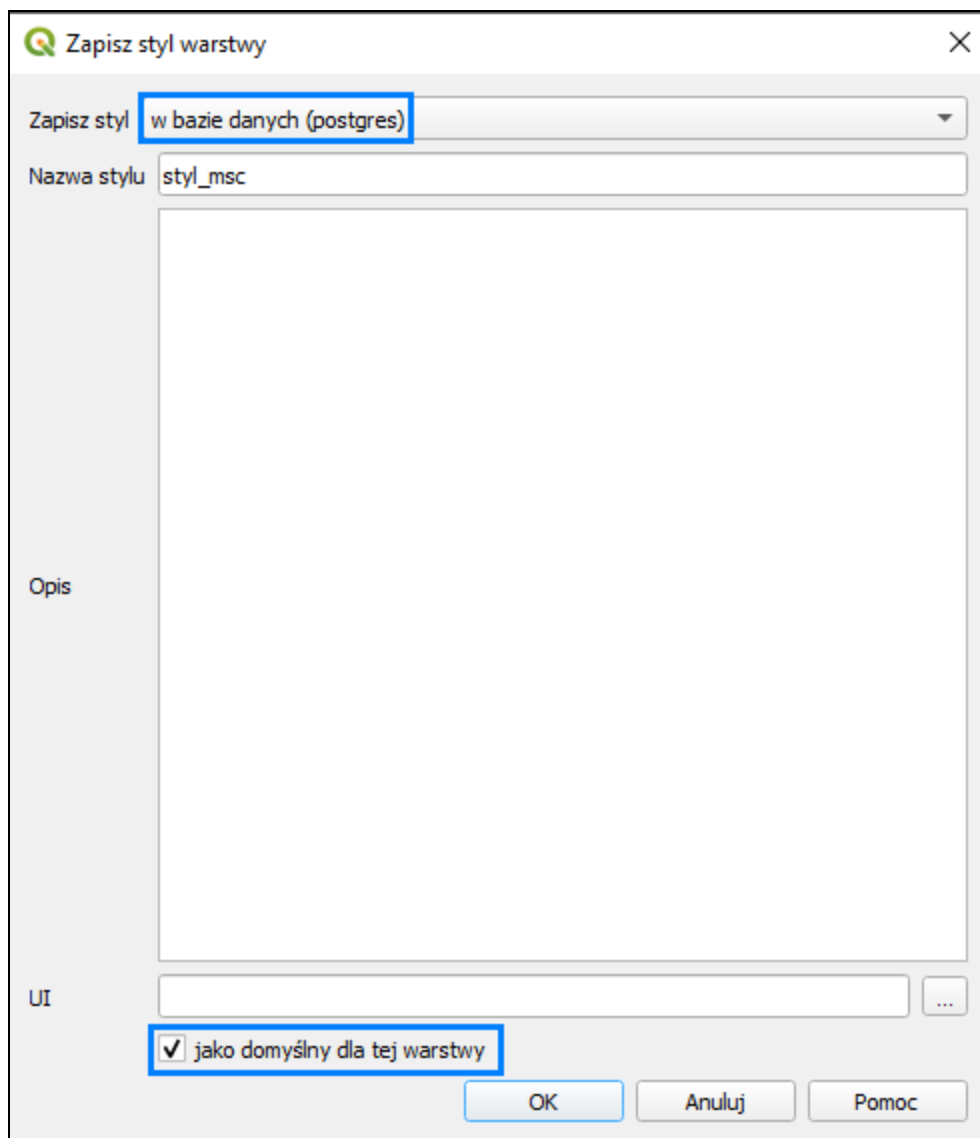 Zapisz styl warstwy
Zapisz styl w bazie danych (postgres)
Nazwa stylu styl_msc
Opis
UI ...
jako domyślny dla tej warstwy
OK Anuluj Pomoc